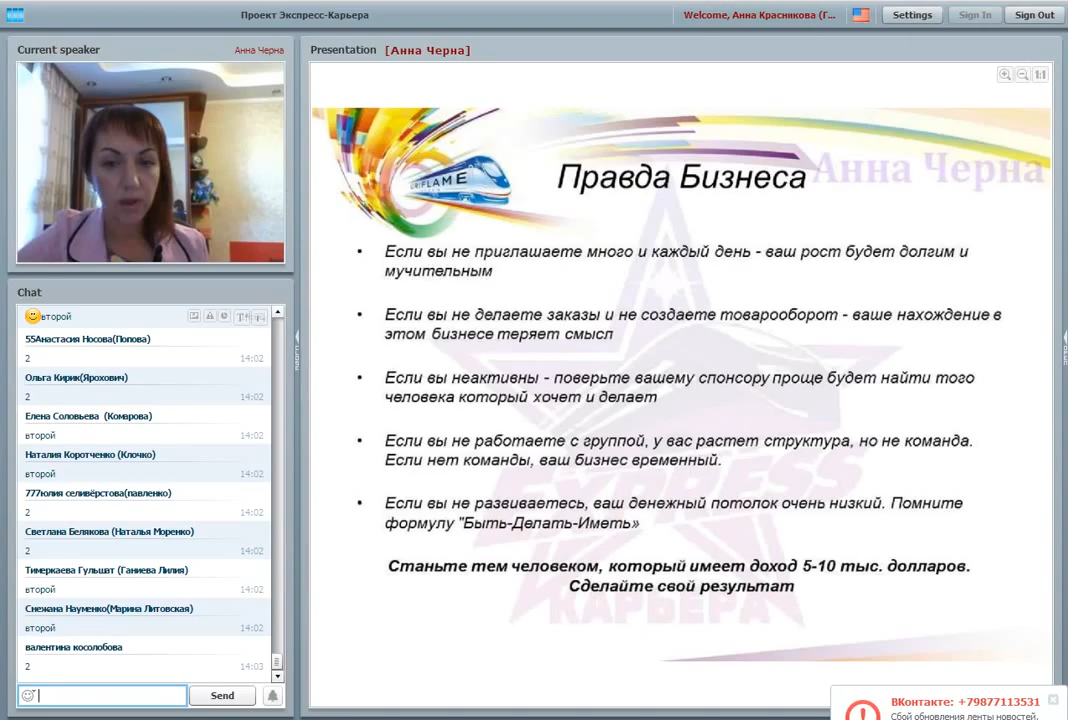 Проект Экспресс-Карьера
Welcome, Анна Красникова (Г...
Settings
Sign In
Sign Out
Current speaker
Анна Черна
Presentation [Анна Черна]
1:1
Анна Черна
ORIFLAME
Правда Бизнеса
• Если вы не приглашаете много и каждый день - ваш рост будет долгим и
мучительным
• Если вы не делаете заказы и не создаете товарооборот - ваше нахождение в
этом бизнесе теряет смысл
• Если вы неактивны - поверьте вашему спонсору проще будет найти того
человека который хочет и делает
• Если вы не работаете с группой, у вас растет структура, но не команда.
Если нет команды, ваш бизнес временный.
• Если вы не развиваетесь, ваш денежный потолок очень низкий. Помните
формулу "Быть-Делать-Иметь»
Станьте тем человеком, который имеет доход 5-10 тыс. долларов.
Сделайте свой результат
EXPRESS
КАРЬЕРА
Chat
второй
55Анастасия Носова(Попова)
2 14:02
Ольга Кирик(Ярохович)
2 14:02
Елена Соловьева (Комарова)
второй 14:02
Наталия Коротченко (Клочко)
второй 14:02
777юлия селивёрстова(павленко)
2 14:02
Светлана Белякова (Наталья Моренко)
2 14:02
Тимеркаева Гульшат (Ганиева Лилия)
второй 14:02
Снежана Науменко(Марина Литовская)
второй 14:02
валентина косолобова
2 14:03
Send
ВКонтакте: +79877113531
Сбой обновления ленты новостей.